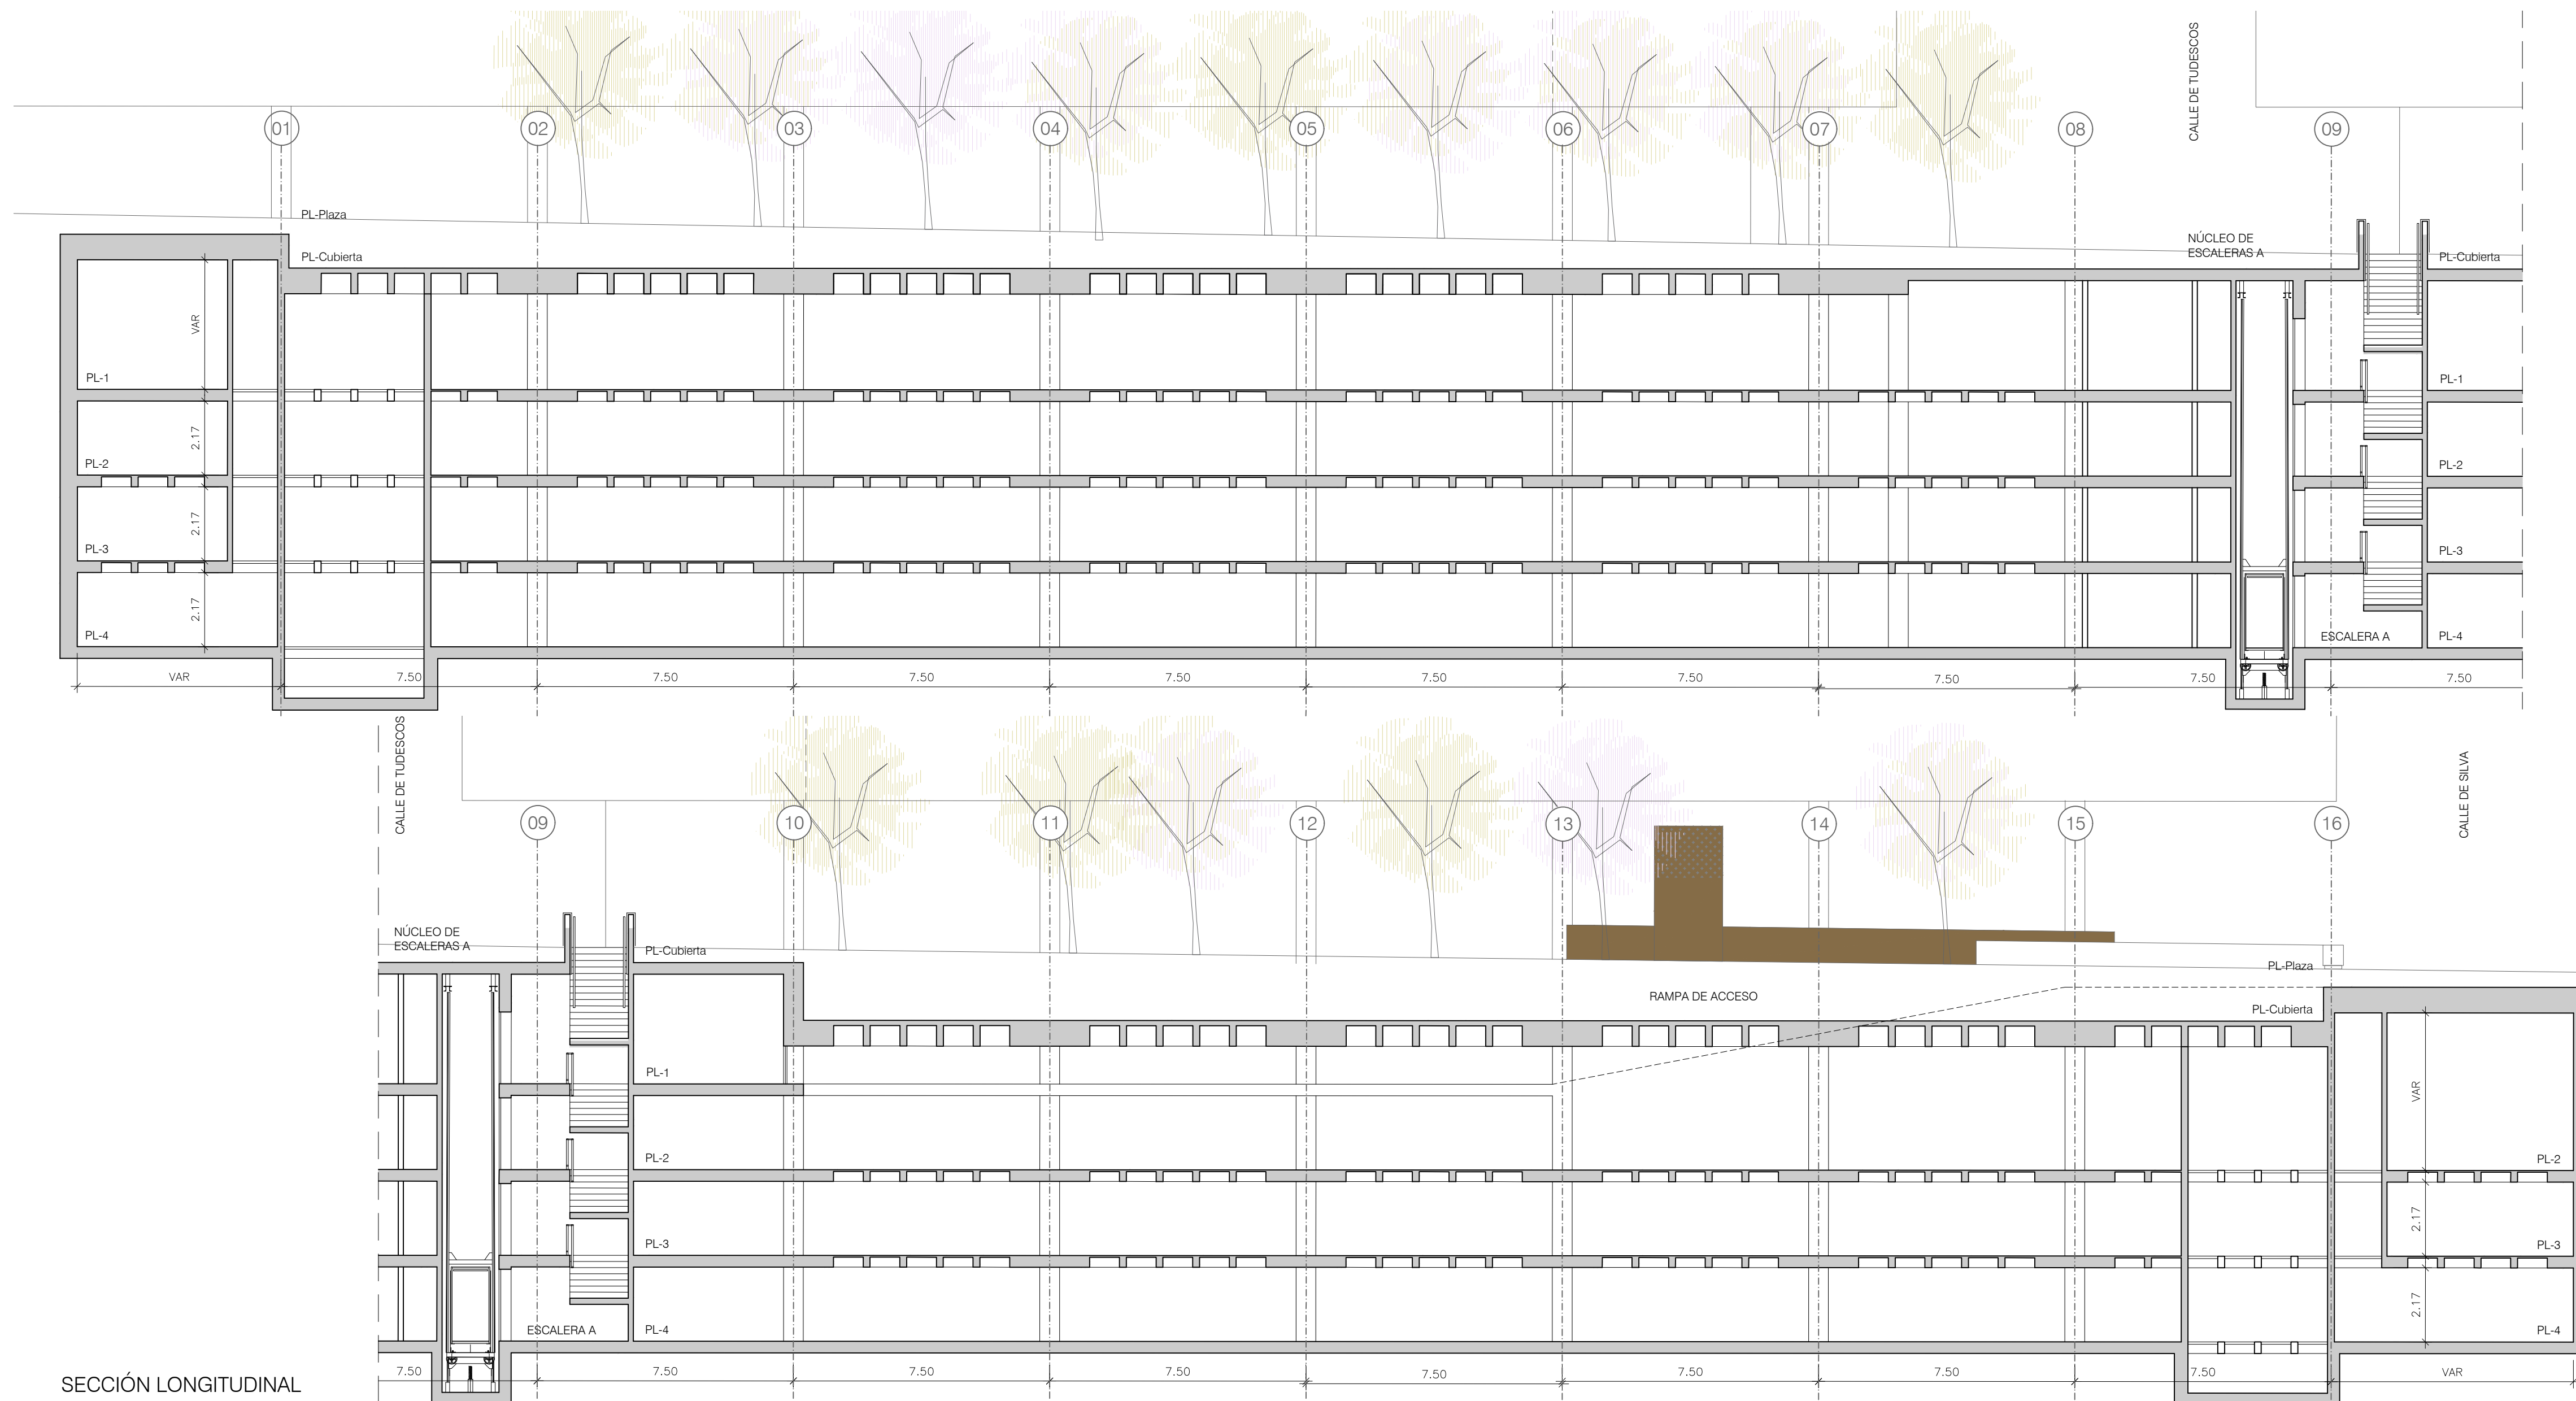 CALLE DE TUDESCOS
01
02
03
04
05
06
07
08
09
PL-Plaza
NÚCLEO DE
ESCALERAS A
PL-Cubierta
PL-Cubierta
VAR
PL-1
PL-1
2.17
PL-2
PL-2
2.17
PL-3
PL-3
2.17
PL-4
ESCALERA A
PL-4
VAR
7.50
7.50
7.50
7.50
7.50
7.50
7.50
7.50
7.50
CALLE DE TUDESCOS
CALLE DE SILVA
09
10
11
12
13
14
15
16
NÚCLEO DE
ESCALERAS A
PL-Cubierta
PL-Plaza
RAMPA DE ACCESO
PL-Cubierta
PL-1
VAR
PL-2
PL-2
2.17
PL-3
PL-3
2.17
ESCALERA A
PL-4
PL-4
7.50
7.50
7.50
7.50
7.50
7.50
7.50
7.50
VAR
SECCIÓN LONGITUDINAL